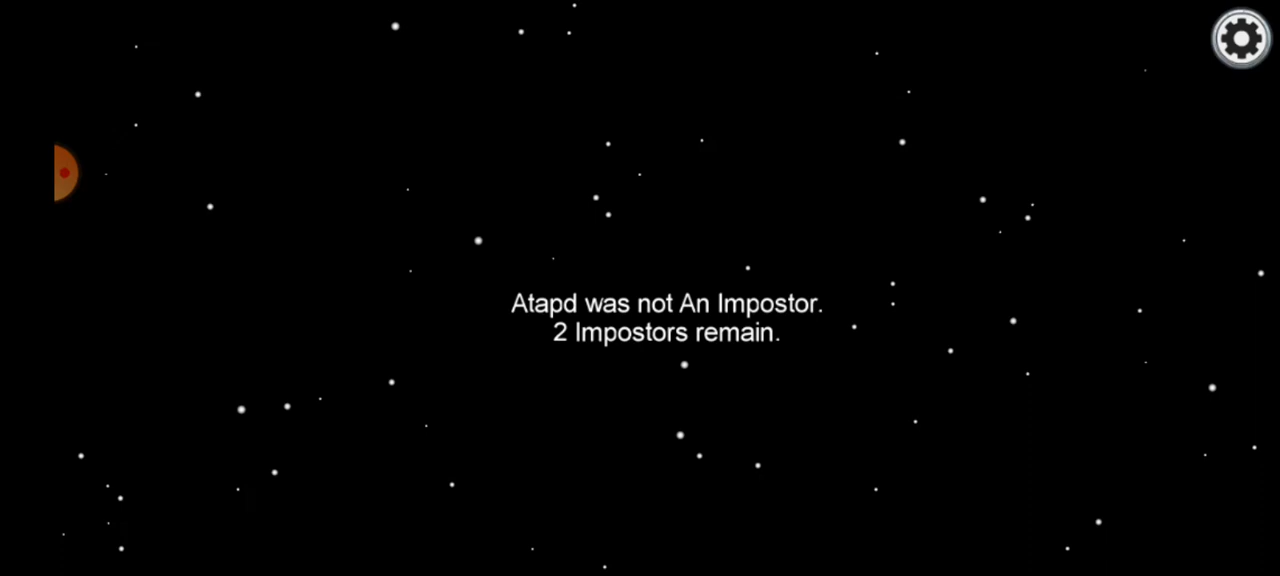 Atapd was not An Impostor.
2 Impostors remain.